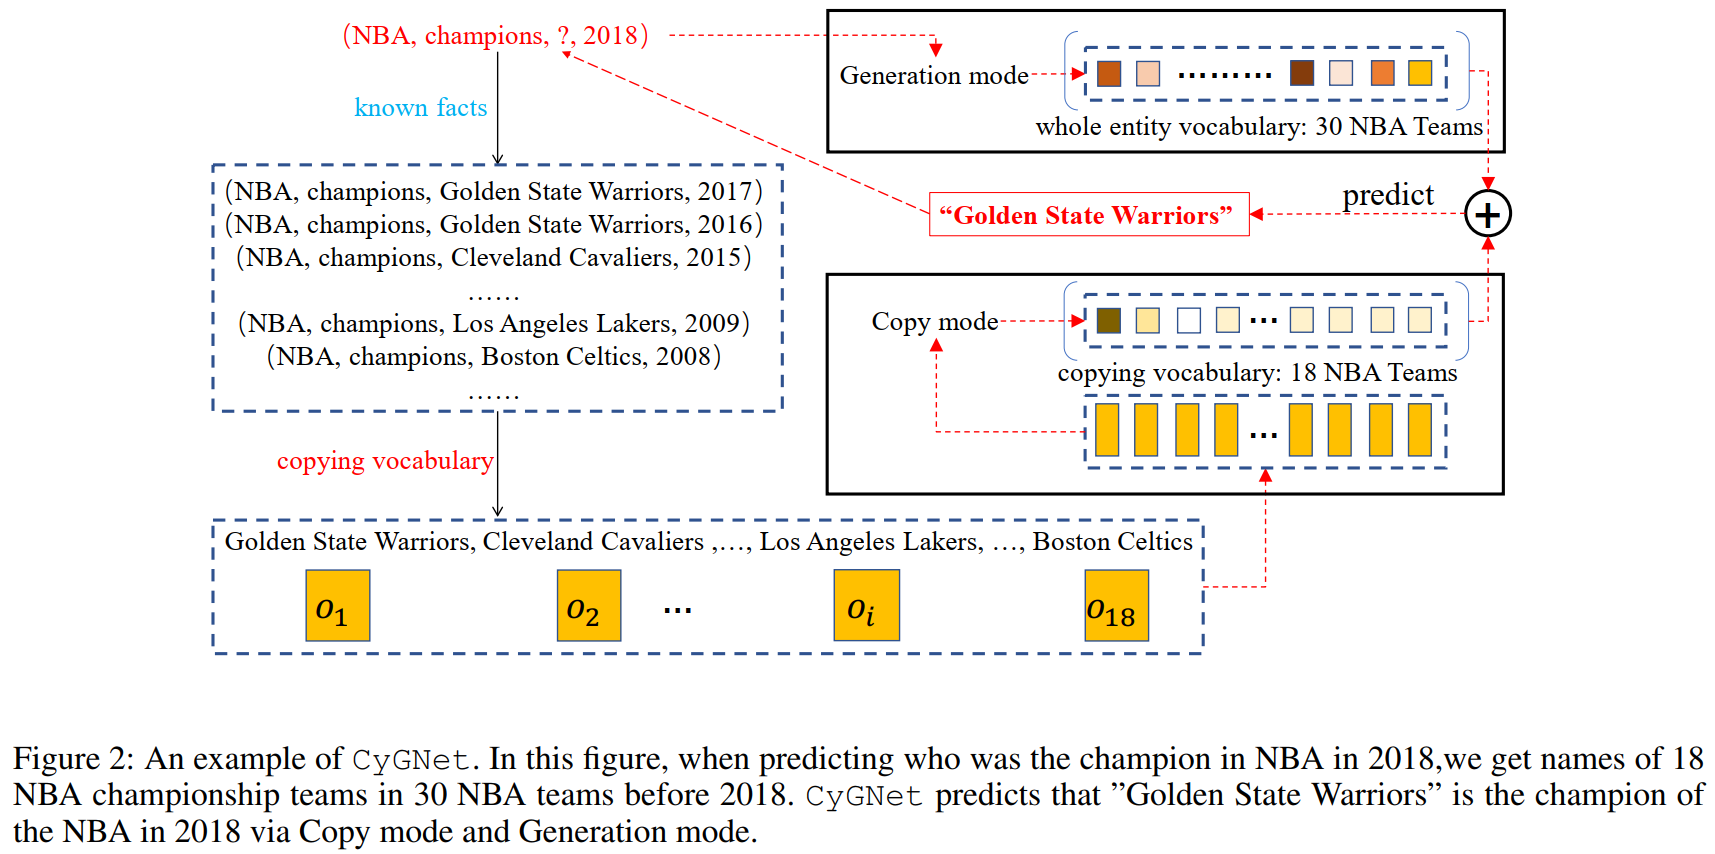 (NBA, champions, ?, 2018)
known facts
(NBA, champions, Golden State Warriors, 2017)
(NBA, champions, Golden State Warriors, 2016)
(NBA, champions, Cleveland Cavaliers, 2015)
……
(NBA, champions, Los Angeles Lakers, 2009)
(NBA, champions, Boston Celtics, 2008)
……
copying vocabulary
Golden State Warriors, Cleveland Cavaliers ,…, Los Angeles Lakers, …, Boston Celtics
o1 o2 ... oi o18
Generation mode
………
whole entity vocabulary: 30 NBA Teams
predict
+
“Golden State Warriors”
Copy mode
...
copying vocabulary: 18 NBA Teams
...
Figure 2: An example of CyGNet. In this figure, when predicting who was the champion in NBA in 2018,we get names of 18
NBA championship teams in 30 NBA teams before 2018. CyGNet predicts that ”Golden State Warriors” is the champion of
the NBA in 2018 via Copy mode and Generation mode.